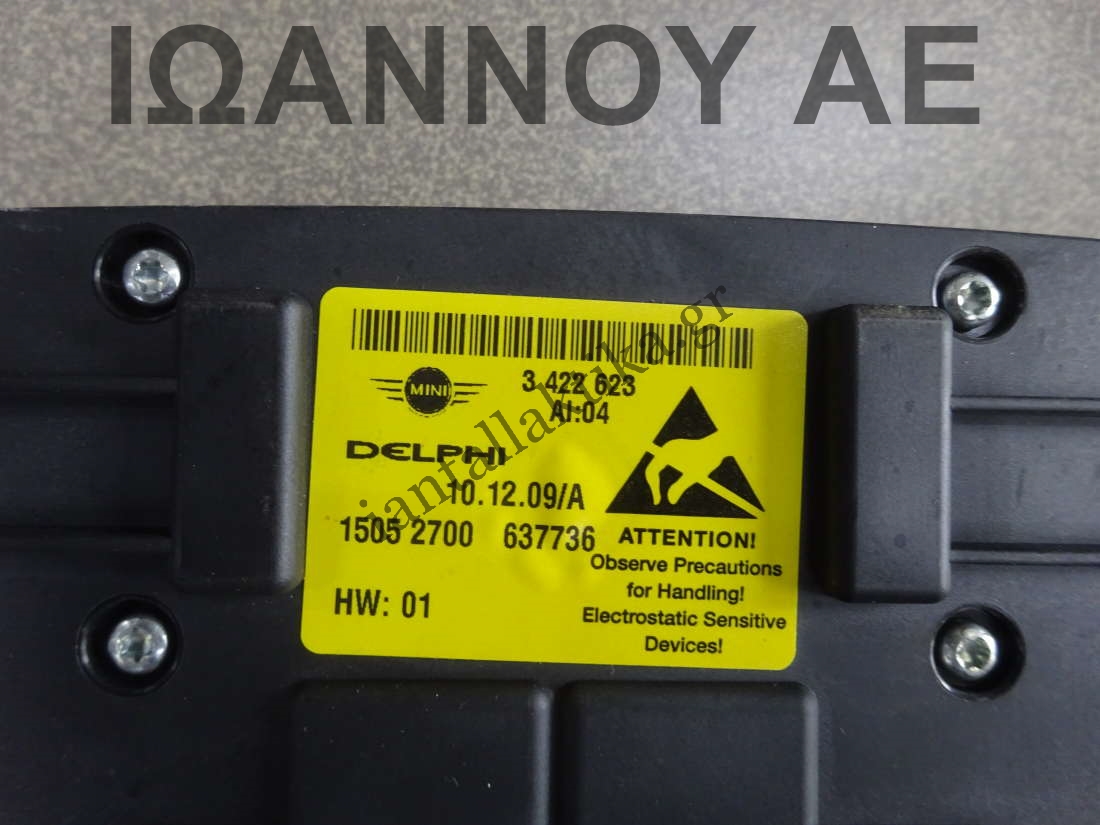 ΙΩΑΝΝΟΥ ΑΕ
MINI
3 422 623
AI:04
DELPHI
10.12.09/A
1505 2700 637736
HW: 01
ATTENTION!
Observe Precautions
for Handling!
Electrostatic Sensitive
Devices!
iantallaktika.gr